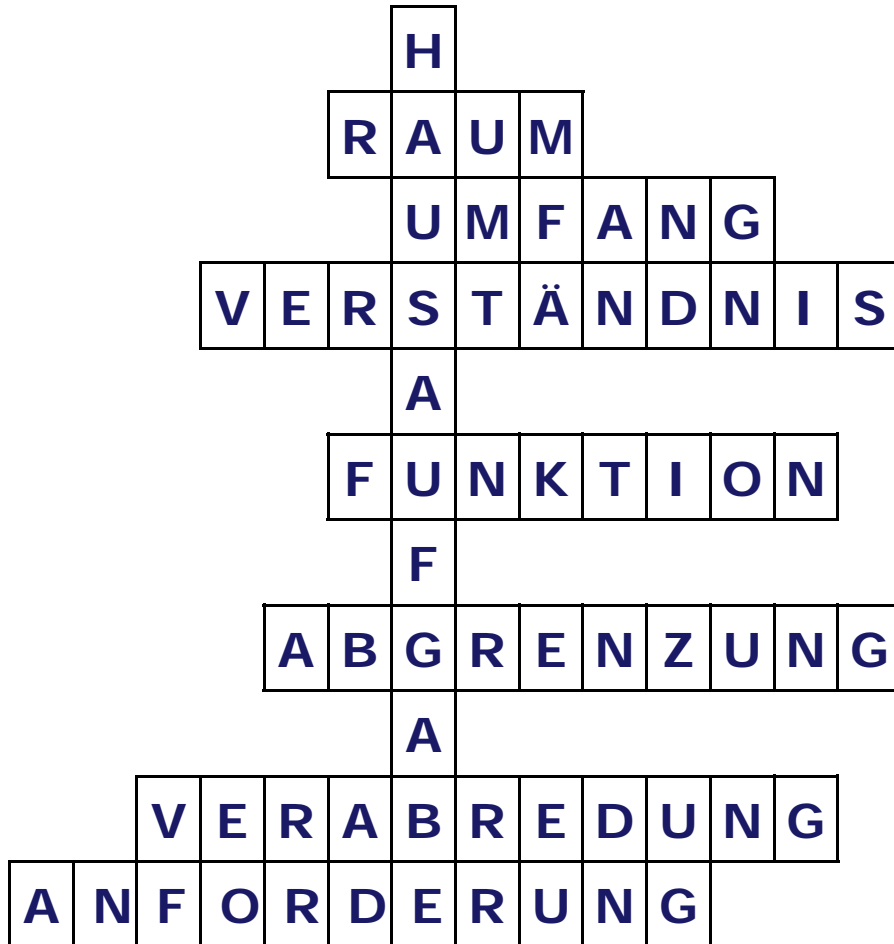 H
RAUM
UMFANG
VERSTÄNDNIS
A
FUNKTION
F
ABGRENZUNG
A
VERABREDUNG
ANFORDERUNG